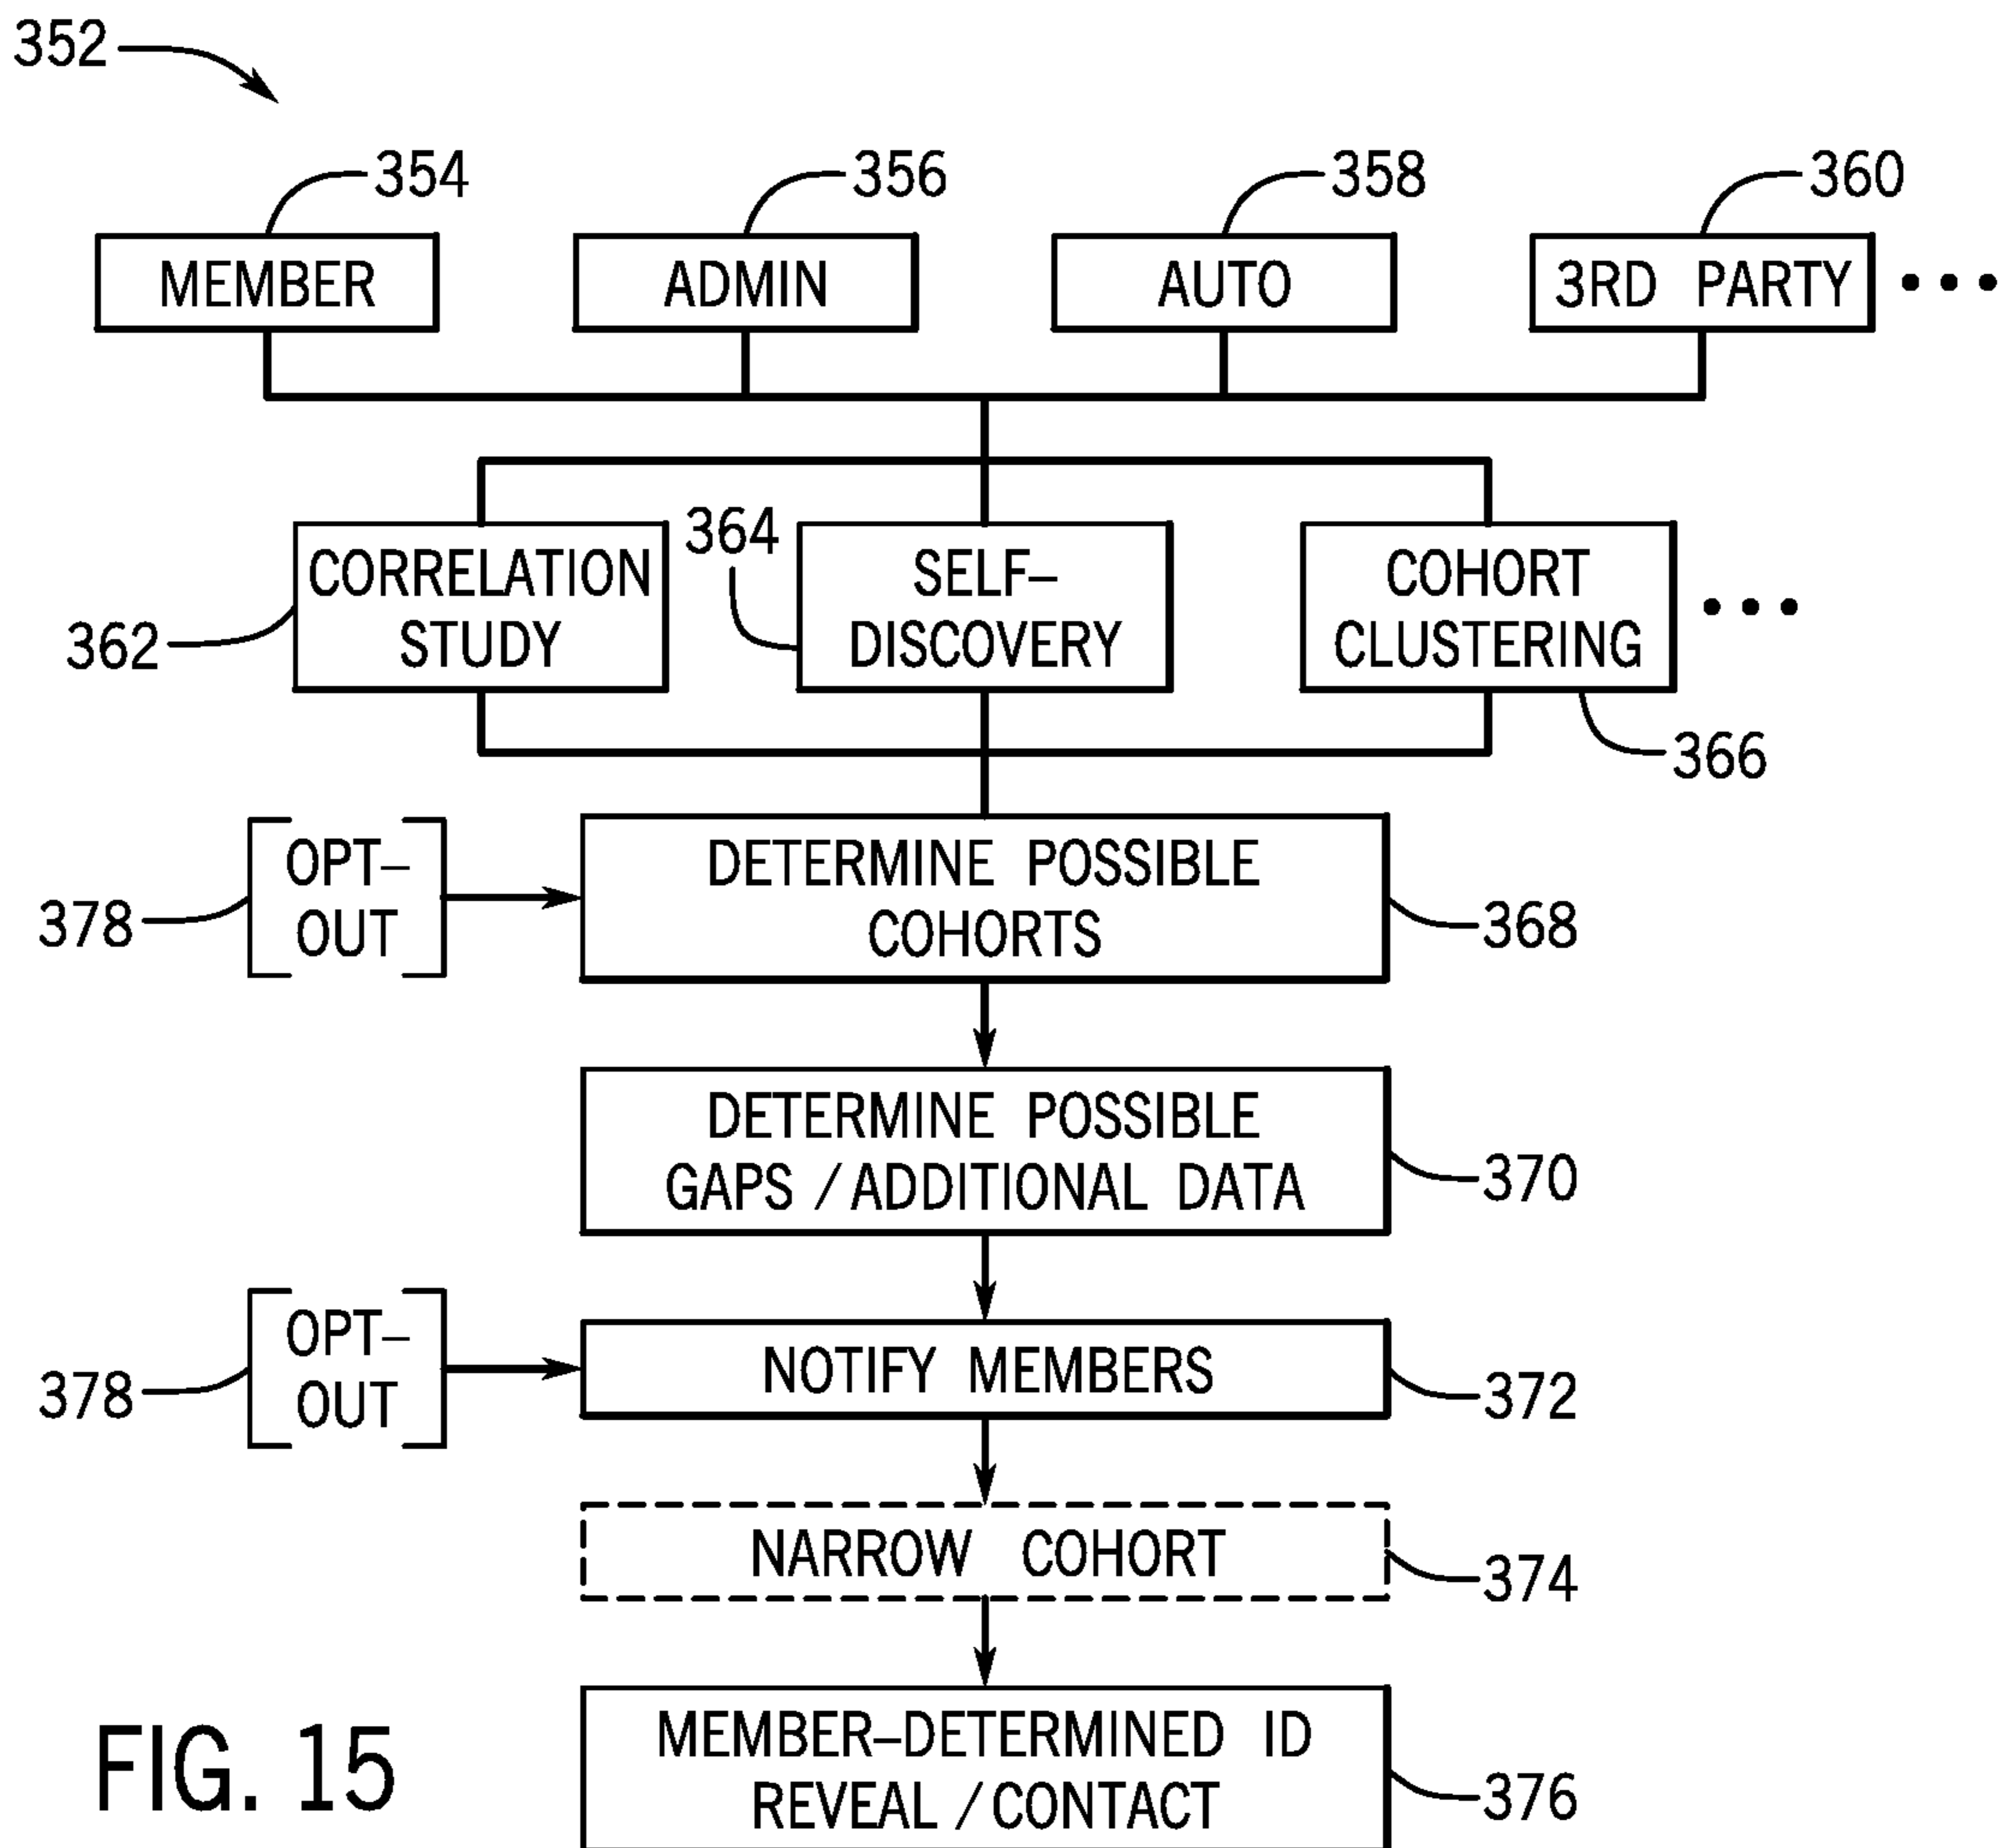 352
354
356
358
360
MEMBER
ADMIN
AUTO
3RD PARTY
362
CORRELATION
STUDY
364
SELF–
DISCOVERY
COHORT
CLUSTERING
366
378
OPT–
OUT
DETERMINE POSSIBLE
COHORTS
368
DETERMINE POSSIBLE
GAPS / ADDITIONAL DATA
370
378
OPT–
OUT
NOTIFY MEMBERS
372
NARROW COHORT
374
MEMBER–DETERMINED ID
REVEAL / CONTACT
376
FIG. 15